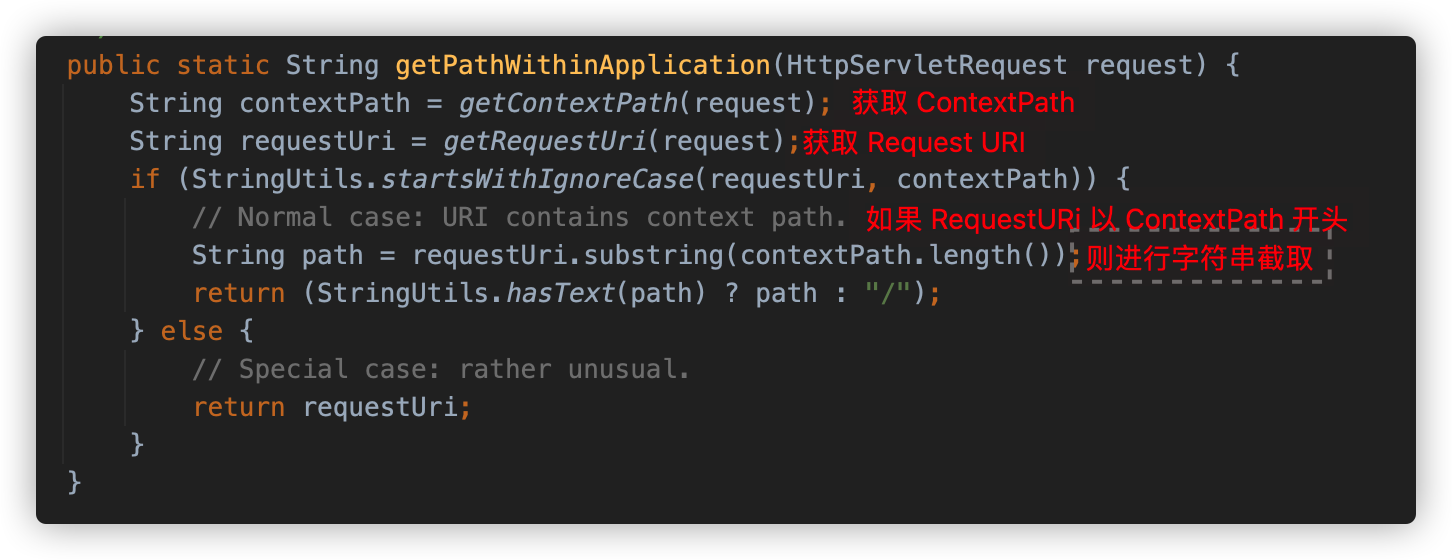 public static String getPathWithinApplication(HttpServletRequest request) {
String contextPath = getContextPath(request); 获取 ContextPath
String requestUri = getRequestUri(request);获取 Request URI
if (StringUtils.startsWithIgnoreCase(requestUri, contextPath)) {
// Normal case: URI contains context path. 如果 RequestURi 以 ContextPath 开头
String path = requestUri.substring(contextPath.length());则进行字符串截取
return (StringUtils.hasText(path) ? path : "/");
} else {
// Special case: rather unusual.
return requestUri;
}
}